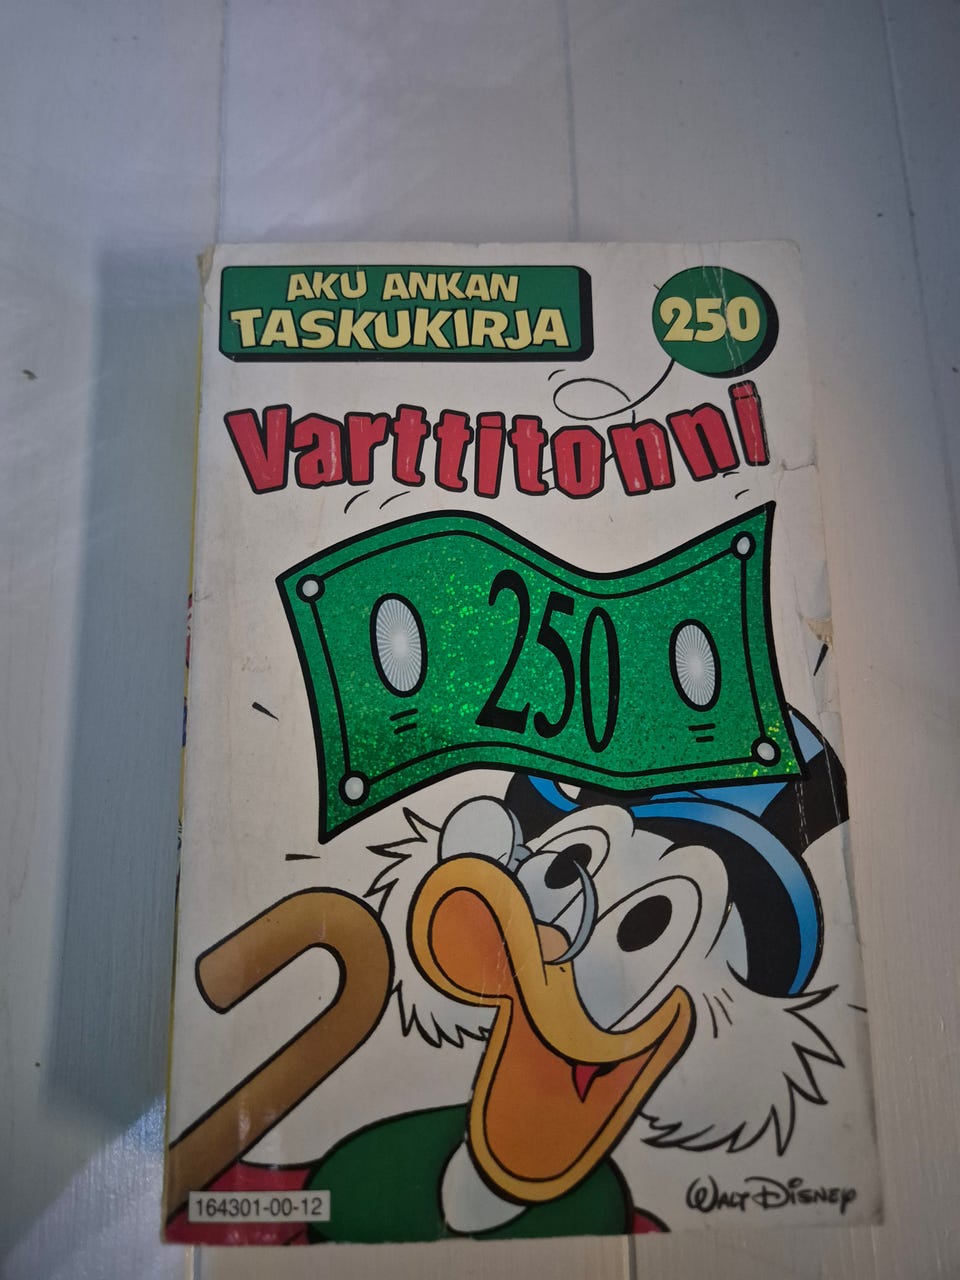 AKU ANKAN
TASKUKIRJA
250
Varttitonni
250
164301-00-12
WALT DISNEY